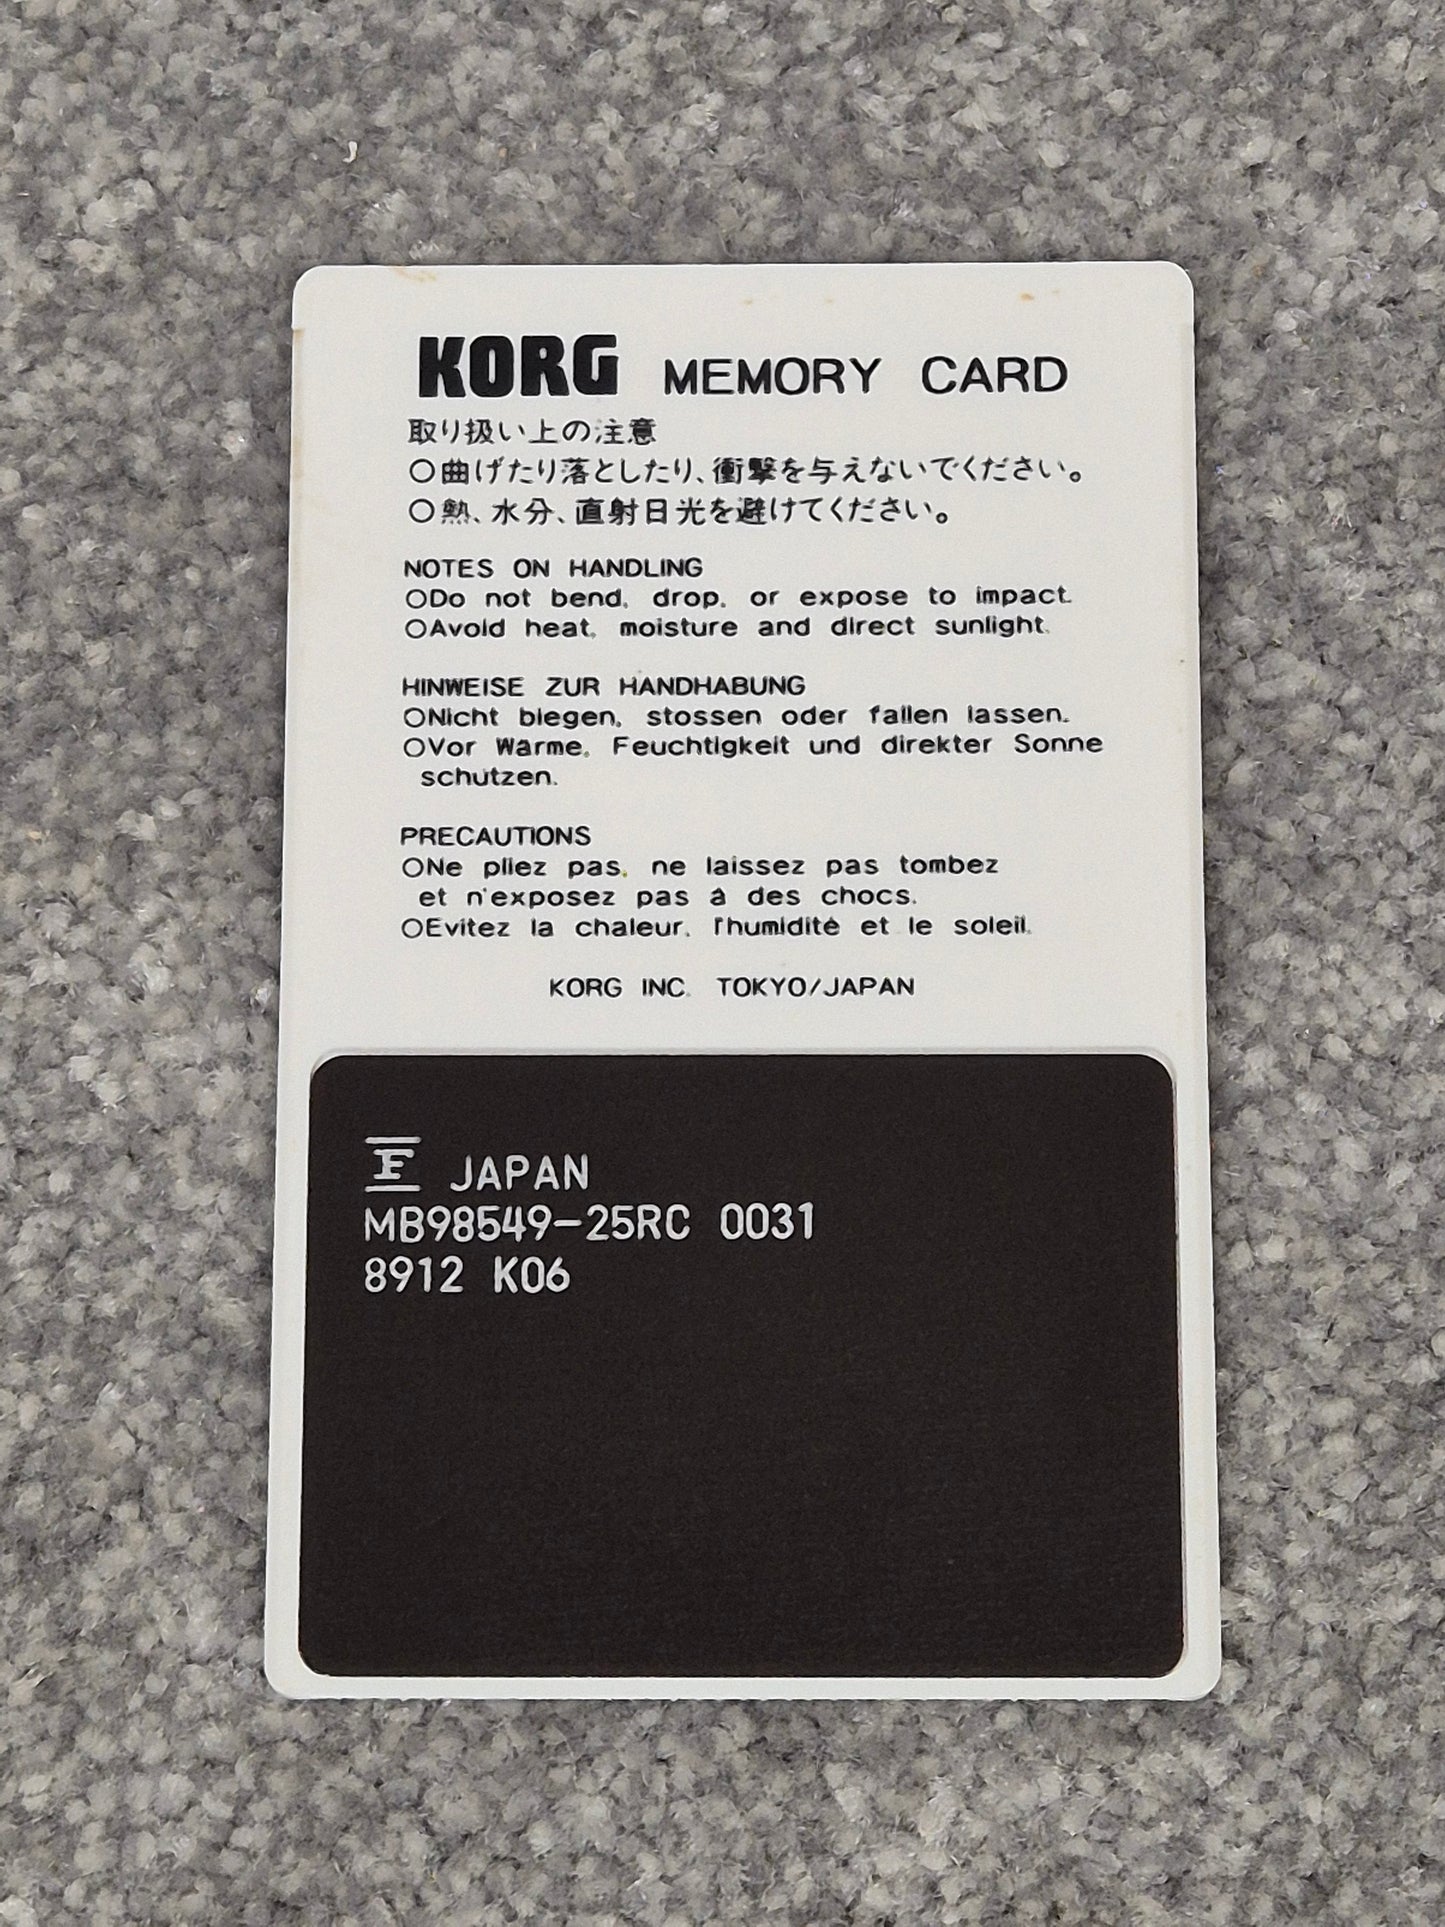 KORG MEMORY CARD
取り扱い上の注意
○曲げたり落としたり、衝撃を与えないでください。
○熱、水分、直射日光を避けてください。
NOTES ON HANDLING
○Do not bend, drop, or expose to impact.
○Avoid heat, moisture and direct sunlight.
HINWEISE ZUR HANDHABUNG
○Nicht biegen, stossen oder fallen lassen.
○Vor Wärme, Feuchtigkeit und direkter Sonne
schützen.
PRECAUTIONS
○Ne pliez pas, ne laissez pas tombez
et n'exposez pas à des chocs.
○Evitez la chaleur, l'humidité et le soleil.
KORG INC. TOKYO/JAPAN
F JAPAN
MB98549-25RC 0031
8912 K06